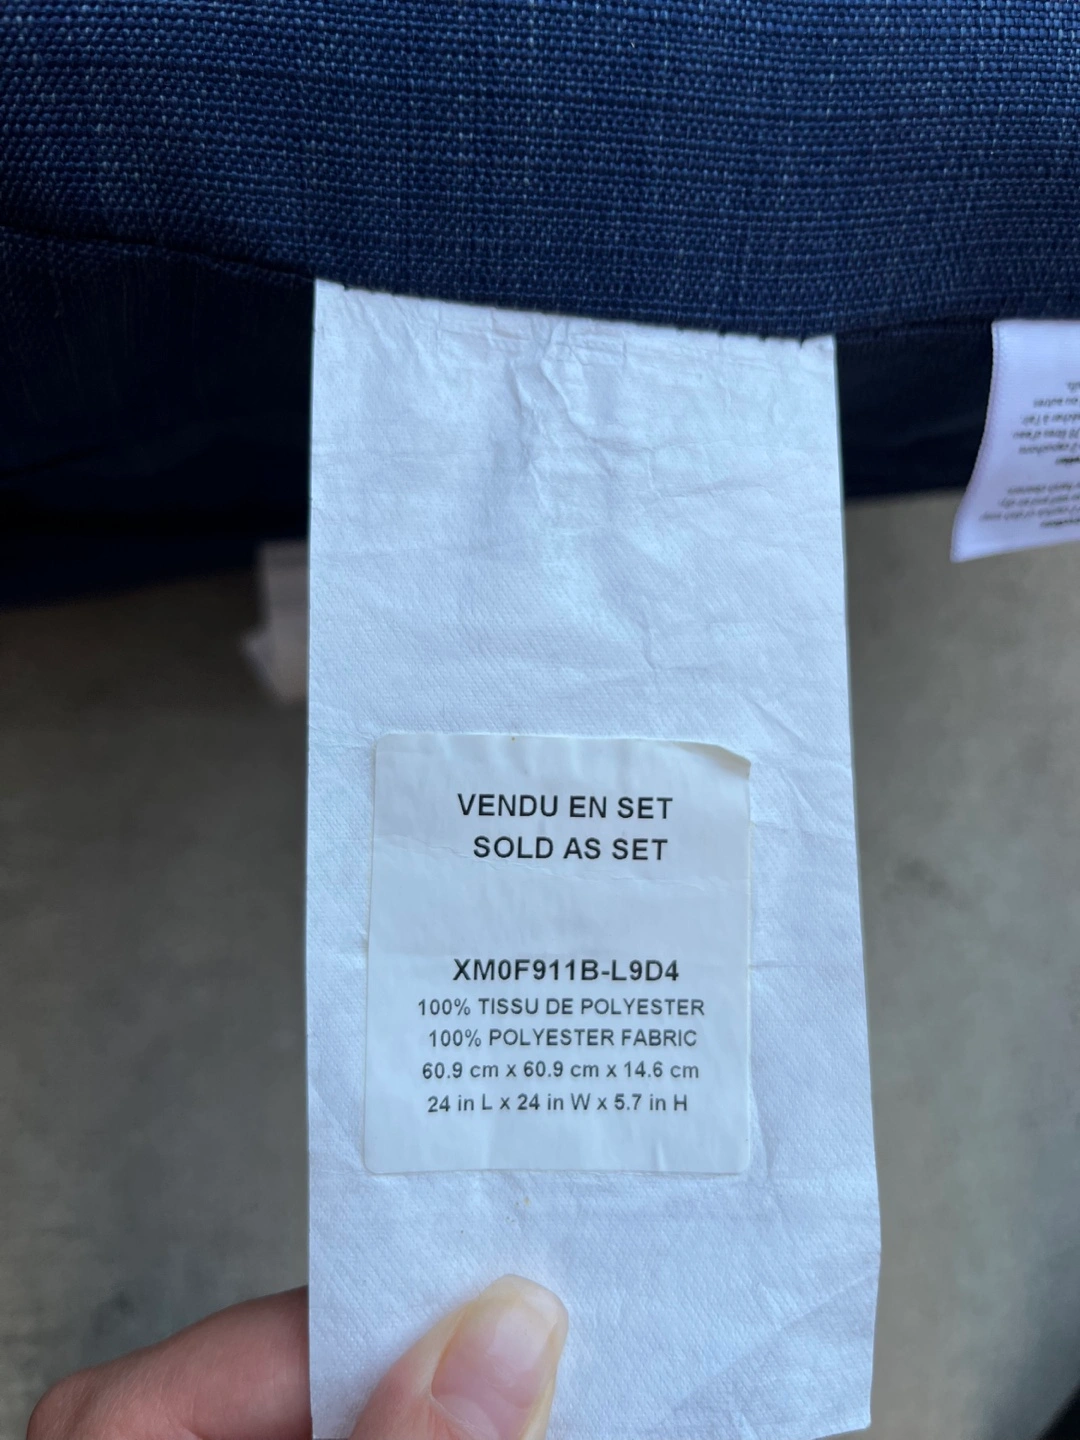 VENDU EN SET
SOLD AS SET
XM0F911B-L9D4
100% TISSU DE POLYESTER
100% POLYESTER FABRIC
60.9 cm x 60.9 cm x 14.6 cm
24 in L x 24 in W x 5.7 in H